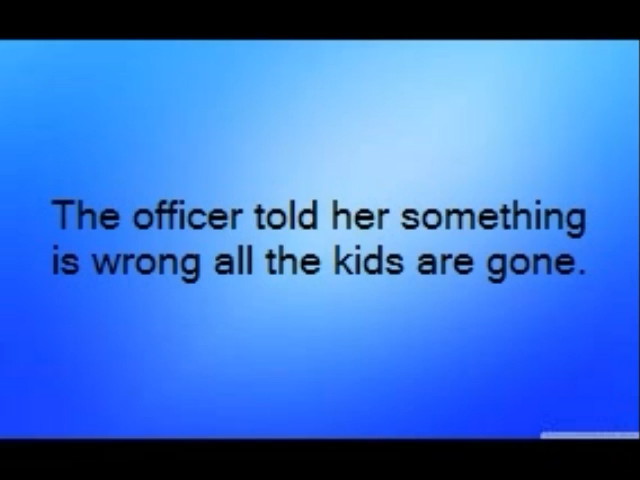 The officer told her something
is wrong all the kids are gone.